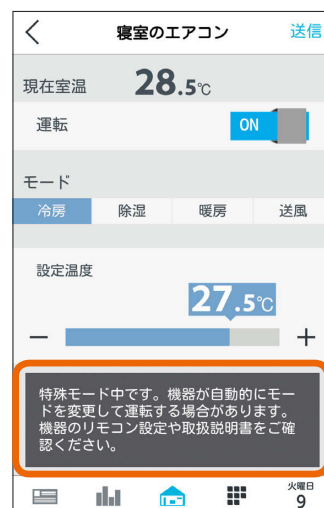 寝室のエアコン 送信
現在室温 28.5℃
運転 ON
モード
冷房 除湿 暖房 送風
設定温度
27.5℃
特殊モード中です。機器が自動的にモー
ドを変更して運転する場合があります。
機器のリモコン設定や取扱説明書をご確
認ください。
火曜日
9